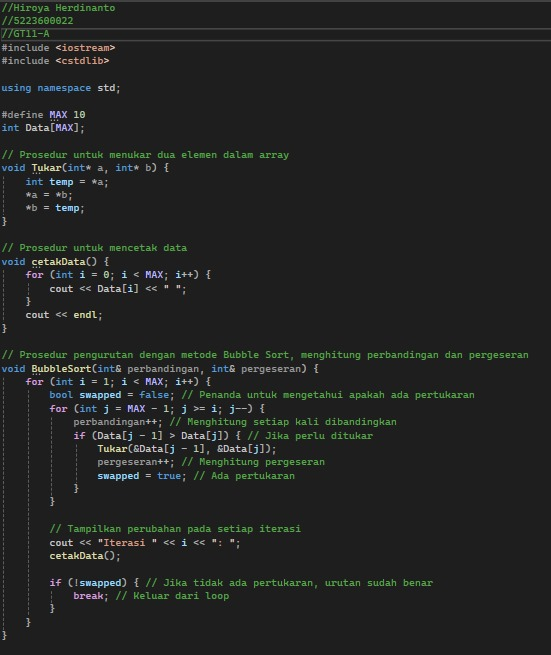 //Hiroya Herdinanto
//5223600022
//GT11-A
#include <iostream>
#include <cstdlib>
using namespace std;
#define MAX 10
int Data[MAX];
// Prosedur untuk menukar dua elemen dalam array
void Tukar(int* a, int* b) {
int temp = *a;
*a = *b;
*b = temp;
}
// Prosedur untuk mencetak data
void cetakData() {
for (int i = 0; i < MAX; i++) {
cout << Data[i] << " ";
}
cout << endl;
}
// Prosedur pengurutan dengan metode Bubble Sort, menghitung perbandingan dan pergeseran
void BubbleSort(int& perbandingan, int& pergeseran) {
for (int i = 1; i < MAX; i++) {
bool swapped = false; // Penanda untuk mengetahui apakah ada pertukaran
for (int j = MAX - 1; j >= i; j--) {
perbandingan++; // Menghitung setiap kali dibandingkan
if (Data[j - 1] > Data[j]) { // Jika perlu ditukar
Tukar(&Data[j - 1], &Data[j]);
pergeseran++; // Menghitung pergeseran
swapped = true; // Ada pertukaran
}
}
// Tampilkan perubahan pada setiap iterasi
cout << "Iterasi " << i << ": ";
cetakData();
if (!swapped) { // Jika tidak ada pertukaran, urutan sudah benar
break; // Keluar dari loop
}
}
}